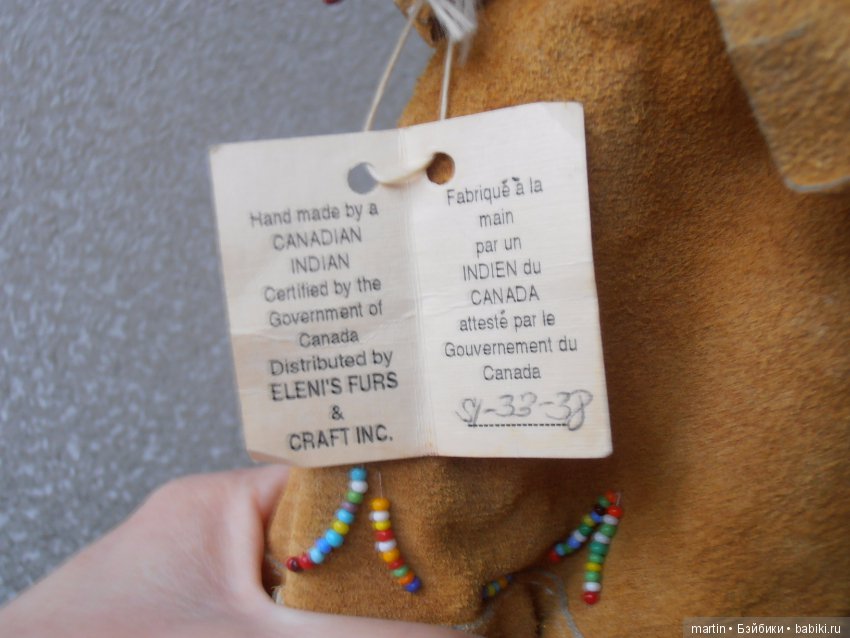 Hand made by a
CANADIAN
INDIAN
Certified by the
Government of
Canada
Distributed by
ELENI'S FURS
&
CRAFT INC.
Fabriqué à la
main
par un
INDIEN du
CANADA
attesté par le
Gouvernement du
Canada
SI-33-38
martin • Бэйбики • babiki.ru